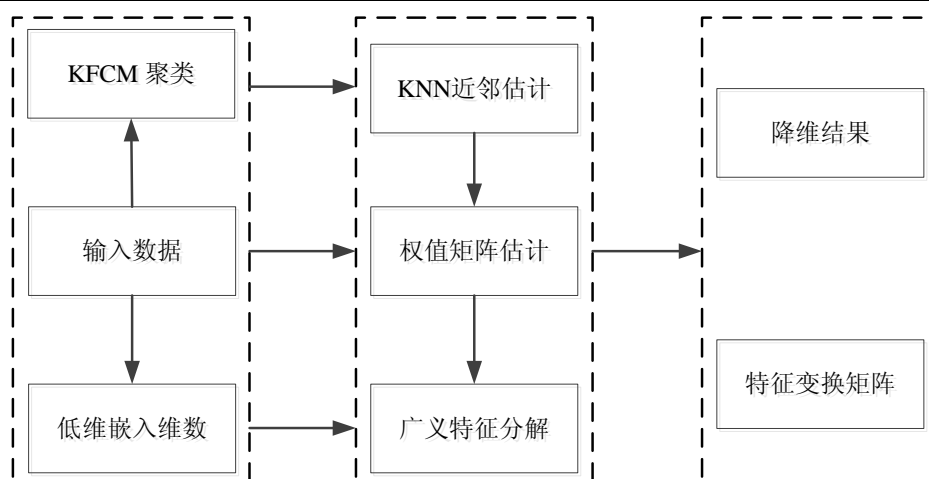 KFCM 聚类
输入数据
低维嵌入维数
KNN近邻估计
权值矩阵估计
广义特征分解
降维结果
特征变换矩阵